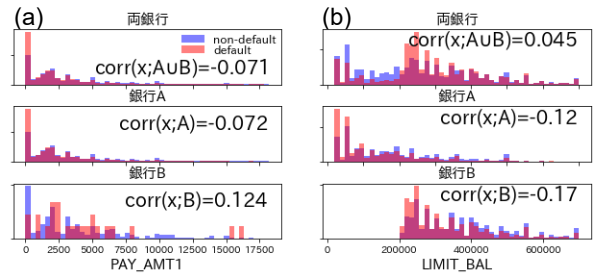 (a)
両銀行
non-default
default
corr(x;A∪B)=-0.071
銀行A
corr(x;A)=-0.072
銀行B
corr(x;B)=0.124
0 2500 5000 7500 10000 12500 15000 17500
PAY_AMT1
(b)
両銀行
corr(x;A∪B)=0.045
銀行A
corr(x;A)=-0.12
銀行B
corr(x;B)=-0.17
0 200000 400000 600000
LIMIT_BAL